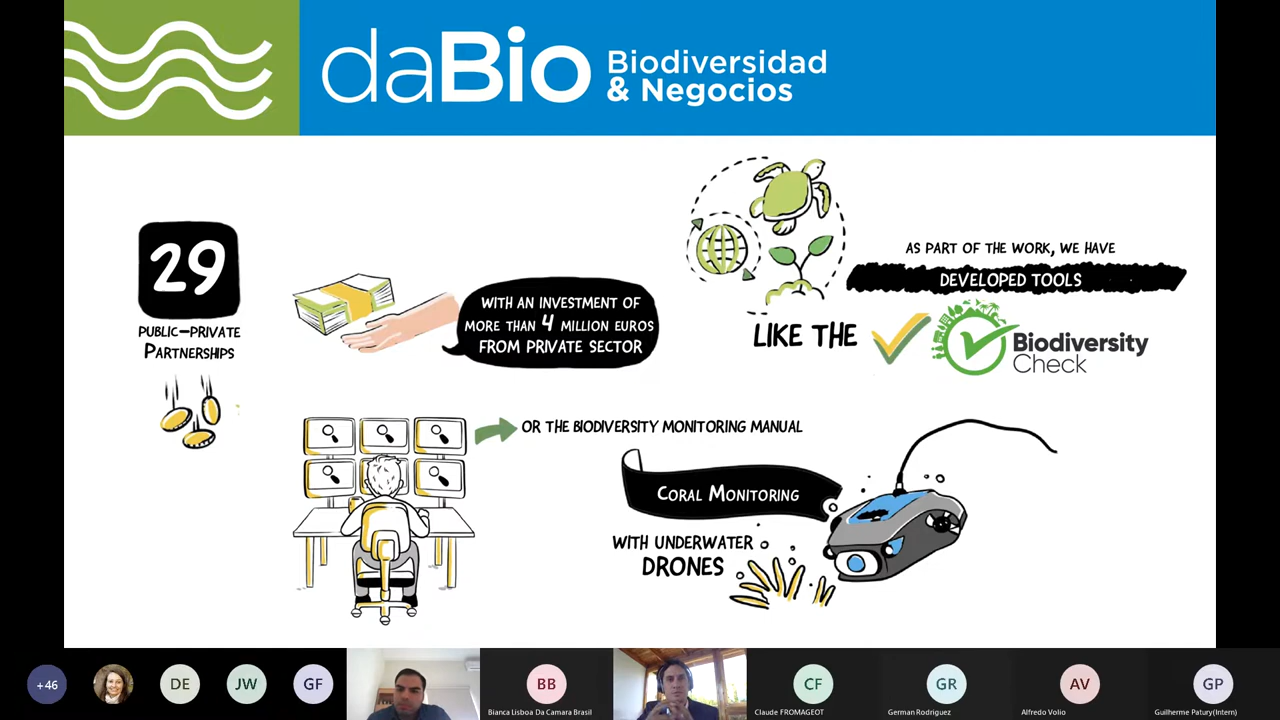 daBio
Biodiversidad
& Negocios
29
PUBLIC-PRIVATE
PARTNERSHIPS
WITH AN INVESTMENT OF
MORE THAN 4 MILLION EUROS
FROM PRIVATE SECTOR
AS PART OF THE WORK, WE HAVE
DEVELOPED TOOLS
LIKE THE
Biodiversity
Check
OR THE BIODIVERSITY MONITORING MANUAL
CORAL MONITORING
WITH UNDERWATER
DRONES
+46
DE
JW
GF
BB
Bianca Lisboa Da Camara Brasil
CF
Claude FROMAGEOT
GR
German Rodriguez
AV
Alfredo Volio
GP
Guilherme Patury(Intern)